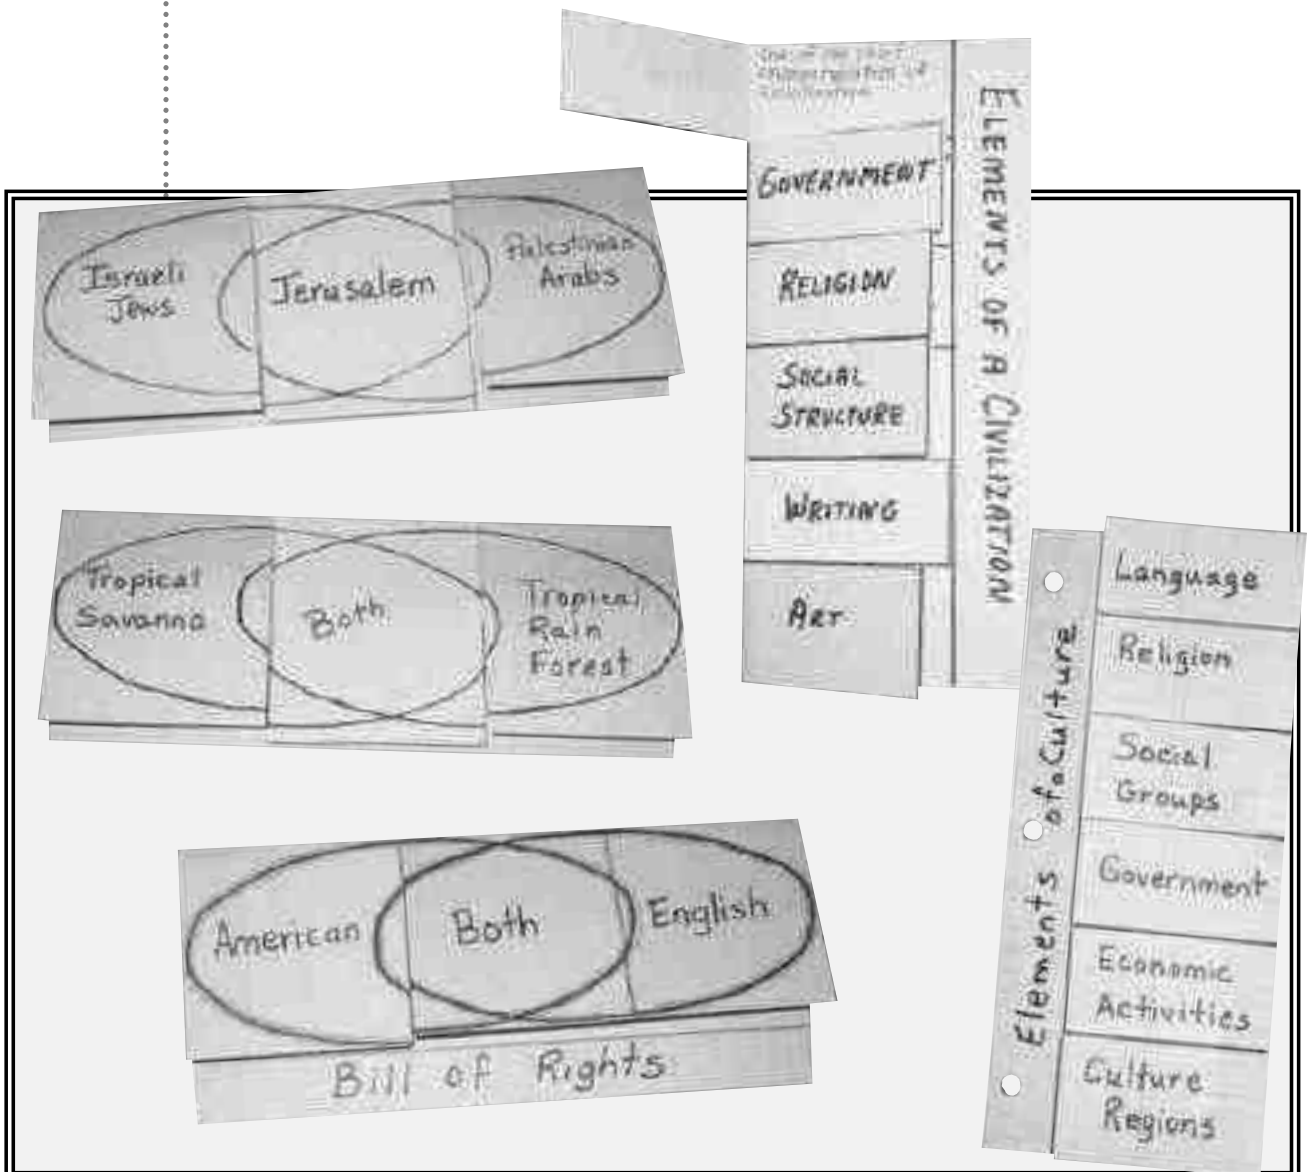 ELEMENTS OF A CIVILIZATION
GOVERNMENT
RELIGION
SOCIAL
STRUCTURE
WRITING
ART
Israeli
Jews
Jerusalem
Palestinian
Arabs
Tropical
Savanna
Both
Tropical
Rain
Forest
American
Both
English
Bill of Rights
Elements of a Culture
Language
Religion
Social
Groups
Government
Economic
Activities
Culture
Regions